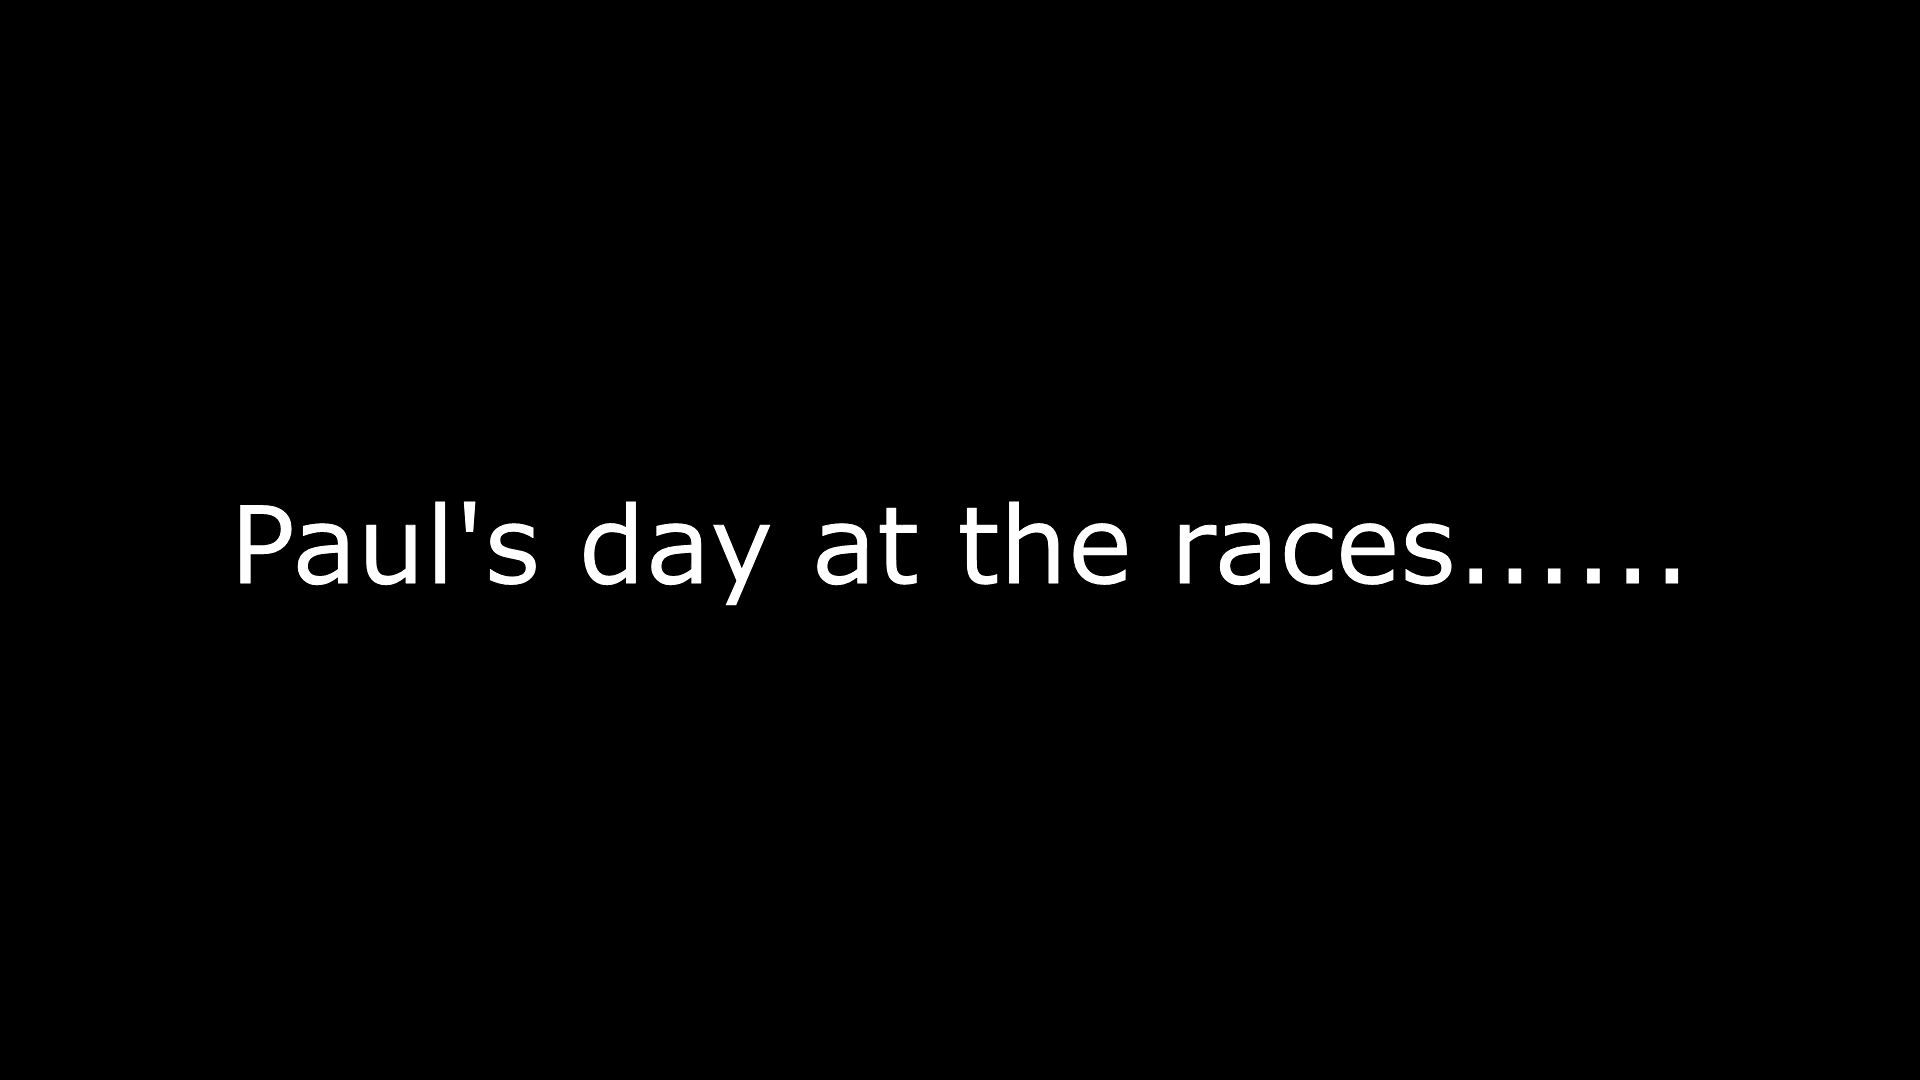 Paul's day at the races......